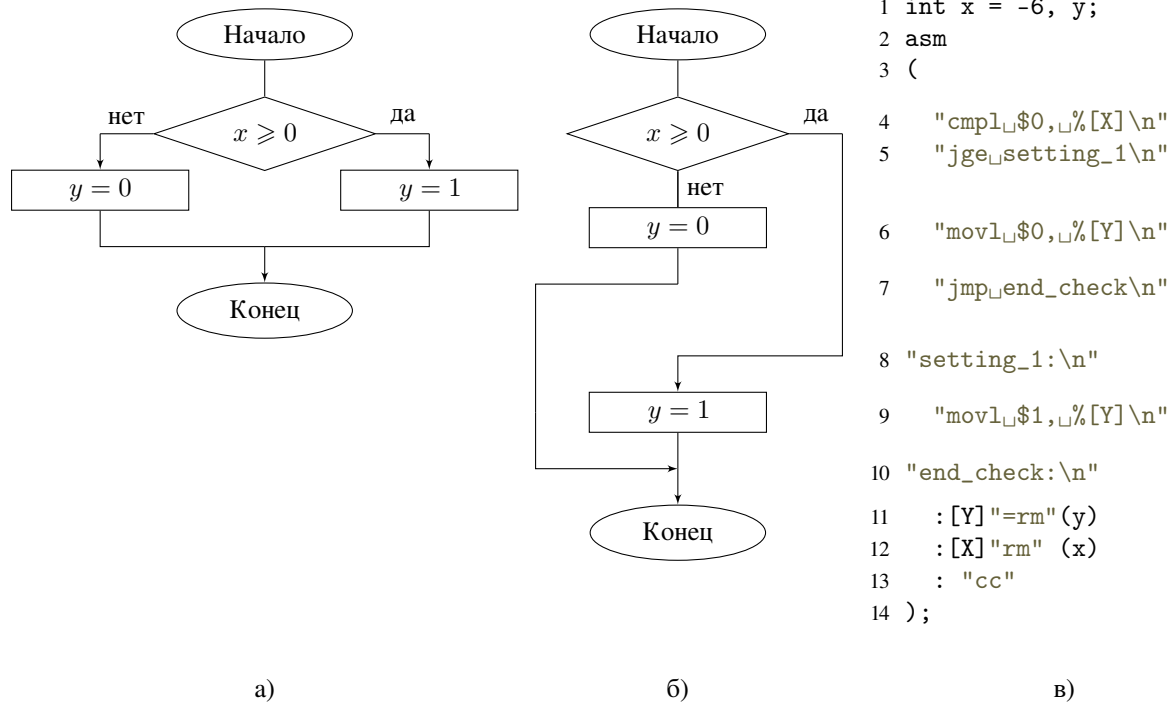 Начало
нет
x ⩾ 0
да
y = 0
y = 1
Конец
а)
Начало
да
x ⩾ 0
нет
y = 0
y = 1
Конец
б)
1 int x = -6, y;
2 asm
3 (
4 "cmpl␣$0,␣%[X]\n"
5 "jge␣setting_1\n"
6 "movl␣$0,␣%[Y]\n"
7 "jmp␣end_check\n"
8 "setting_1:\n"
9 "movl␣$1,␣%[Y]\n"
10 "end_check:\n"
11 :[Y]"=rm"(y)
12 :[X]"rm" (x)
13 : "cc"
14 );
в)